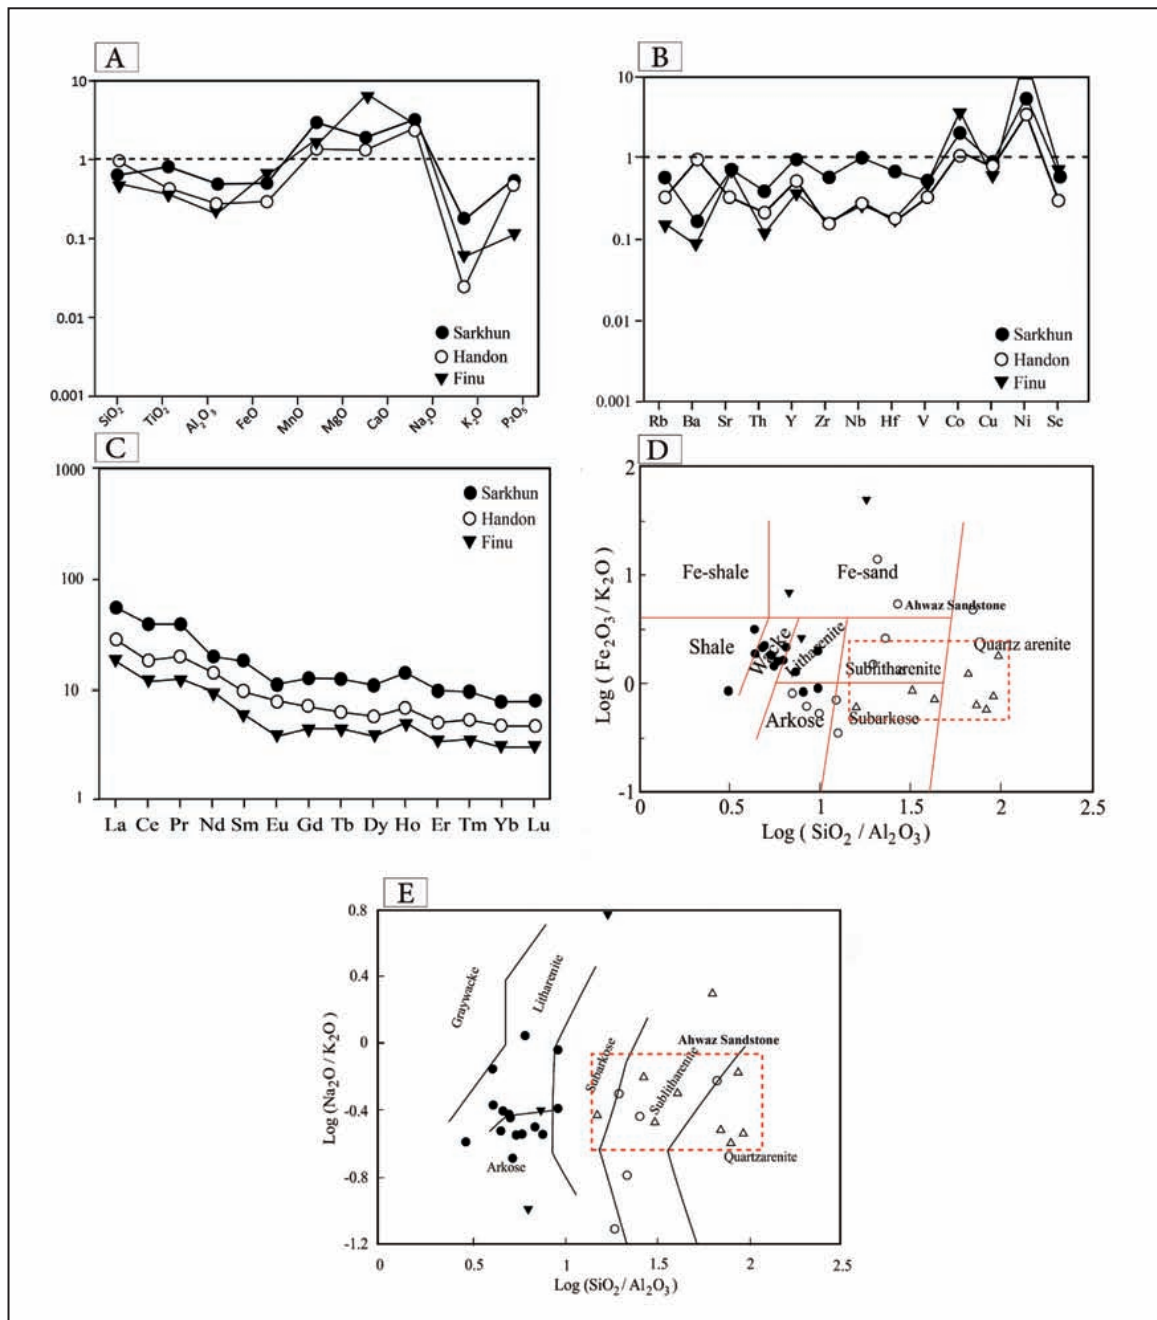 A
10
1
0.1
0.01
0.001
Sarkhun
Handon
Finu
SiO₂ TiO₂ Al₂O₃ FeO MnO MgO CaO Na₂O K₂O P₂O₅
B
10
1
0.1
0.01
0.001
Sarkhun
Handon
Finu
Rb Ba Sr Th Y Zr Nb Hf V Co Cu Ni Sc
C
1000
100
10
1
Sarkhun
Handon
Finu
La Ce Pr Nd Sm Eu Gd Tb Dy Ho Er Tm Yb Lu
D
Log ( Fe₂O₃ / K₂O )
2
1
0
-1
Fe-shale
Fe-sand
Ahwaz Sandstone
Shale
Wacke
Litharenite
Sublitharenite
Quartz arenite
Arkose
Subarkose
0 0.5 1.0 1.5 2.0 2.5
Log ( SiO₂ / Al₂O₃ )
E
Log (Na₂O / K₂O)
0.8
0.4
0
-0.4
-0.8
-1.2
Graywacke
Litharenite
Subarkose
Sublitharenite
Ahwaz Sandstone
Arkose
Quartzarenite
0.5 1 1.5 2 2.5
Log (SiO₂ / Al₂O₃)